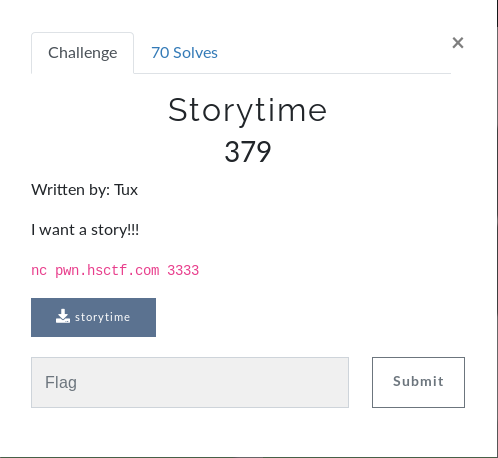 Challenge
70 Solves
×
Storytime
379
Written by: Tux
I want a story!!!
nc pwn.hsctf.com 3333
storytime
Flag
Submit